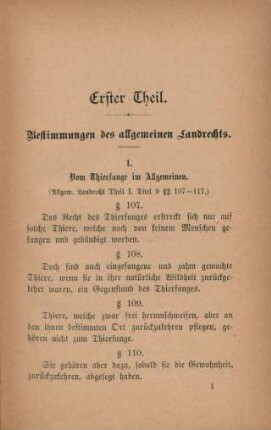 Erster Theil.
Bestimmungen des allgemeinen Landrechts.
I.
Vom Thierfange im Allgemeinen.
(Allgem. Landrecht Theil I. Titel 9 §§ 107—117.)
§ 107.
Das Recht des Thierfanges erstreckt sich nur auf
solche Thiere, welche noch von keinem Menschen ge-
fangen und gebändigt worden.
§ 108.
Doch sind auch eingefangene und zahm gemachte
Thiere, wenn sie in ihre natürliche Wildheit zurückge-
kehrt waren, ein Gegenstand des Thierfanges.
§ 109.
Thiere, welche zwar frei herumschweifen, aber an
den ihnen bestimmten Ort zurückzukehren pflegen, ge-
hören nicht zum Thierfange.
§ 110.
Sie gehören aber dazu, sobald sie die Gewohnheit,
zurückzukehren, abgelegt haben.
1